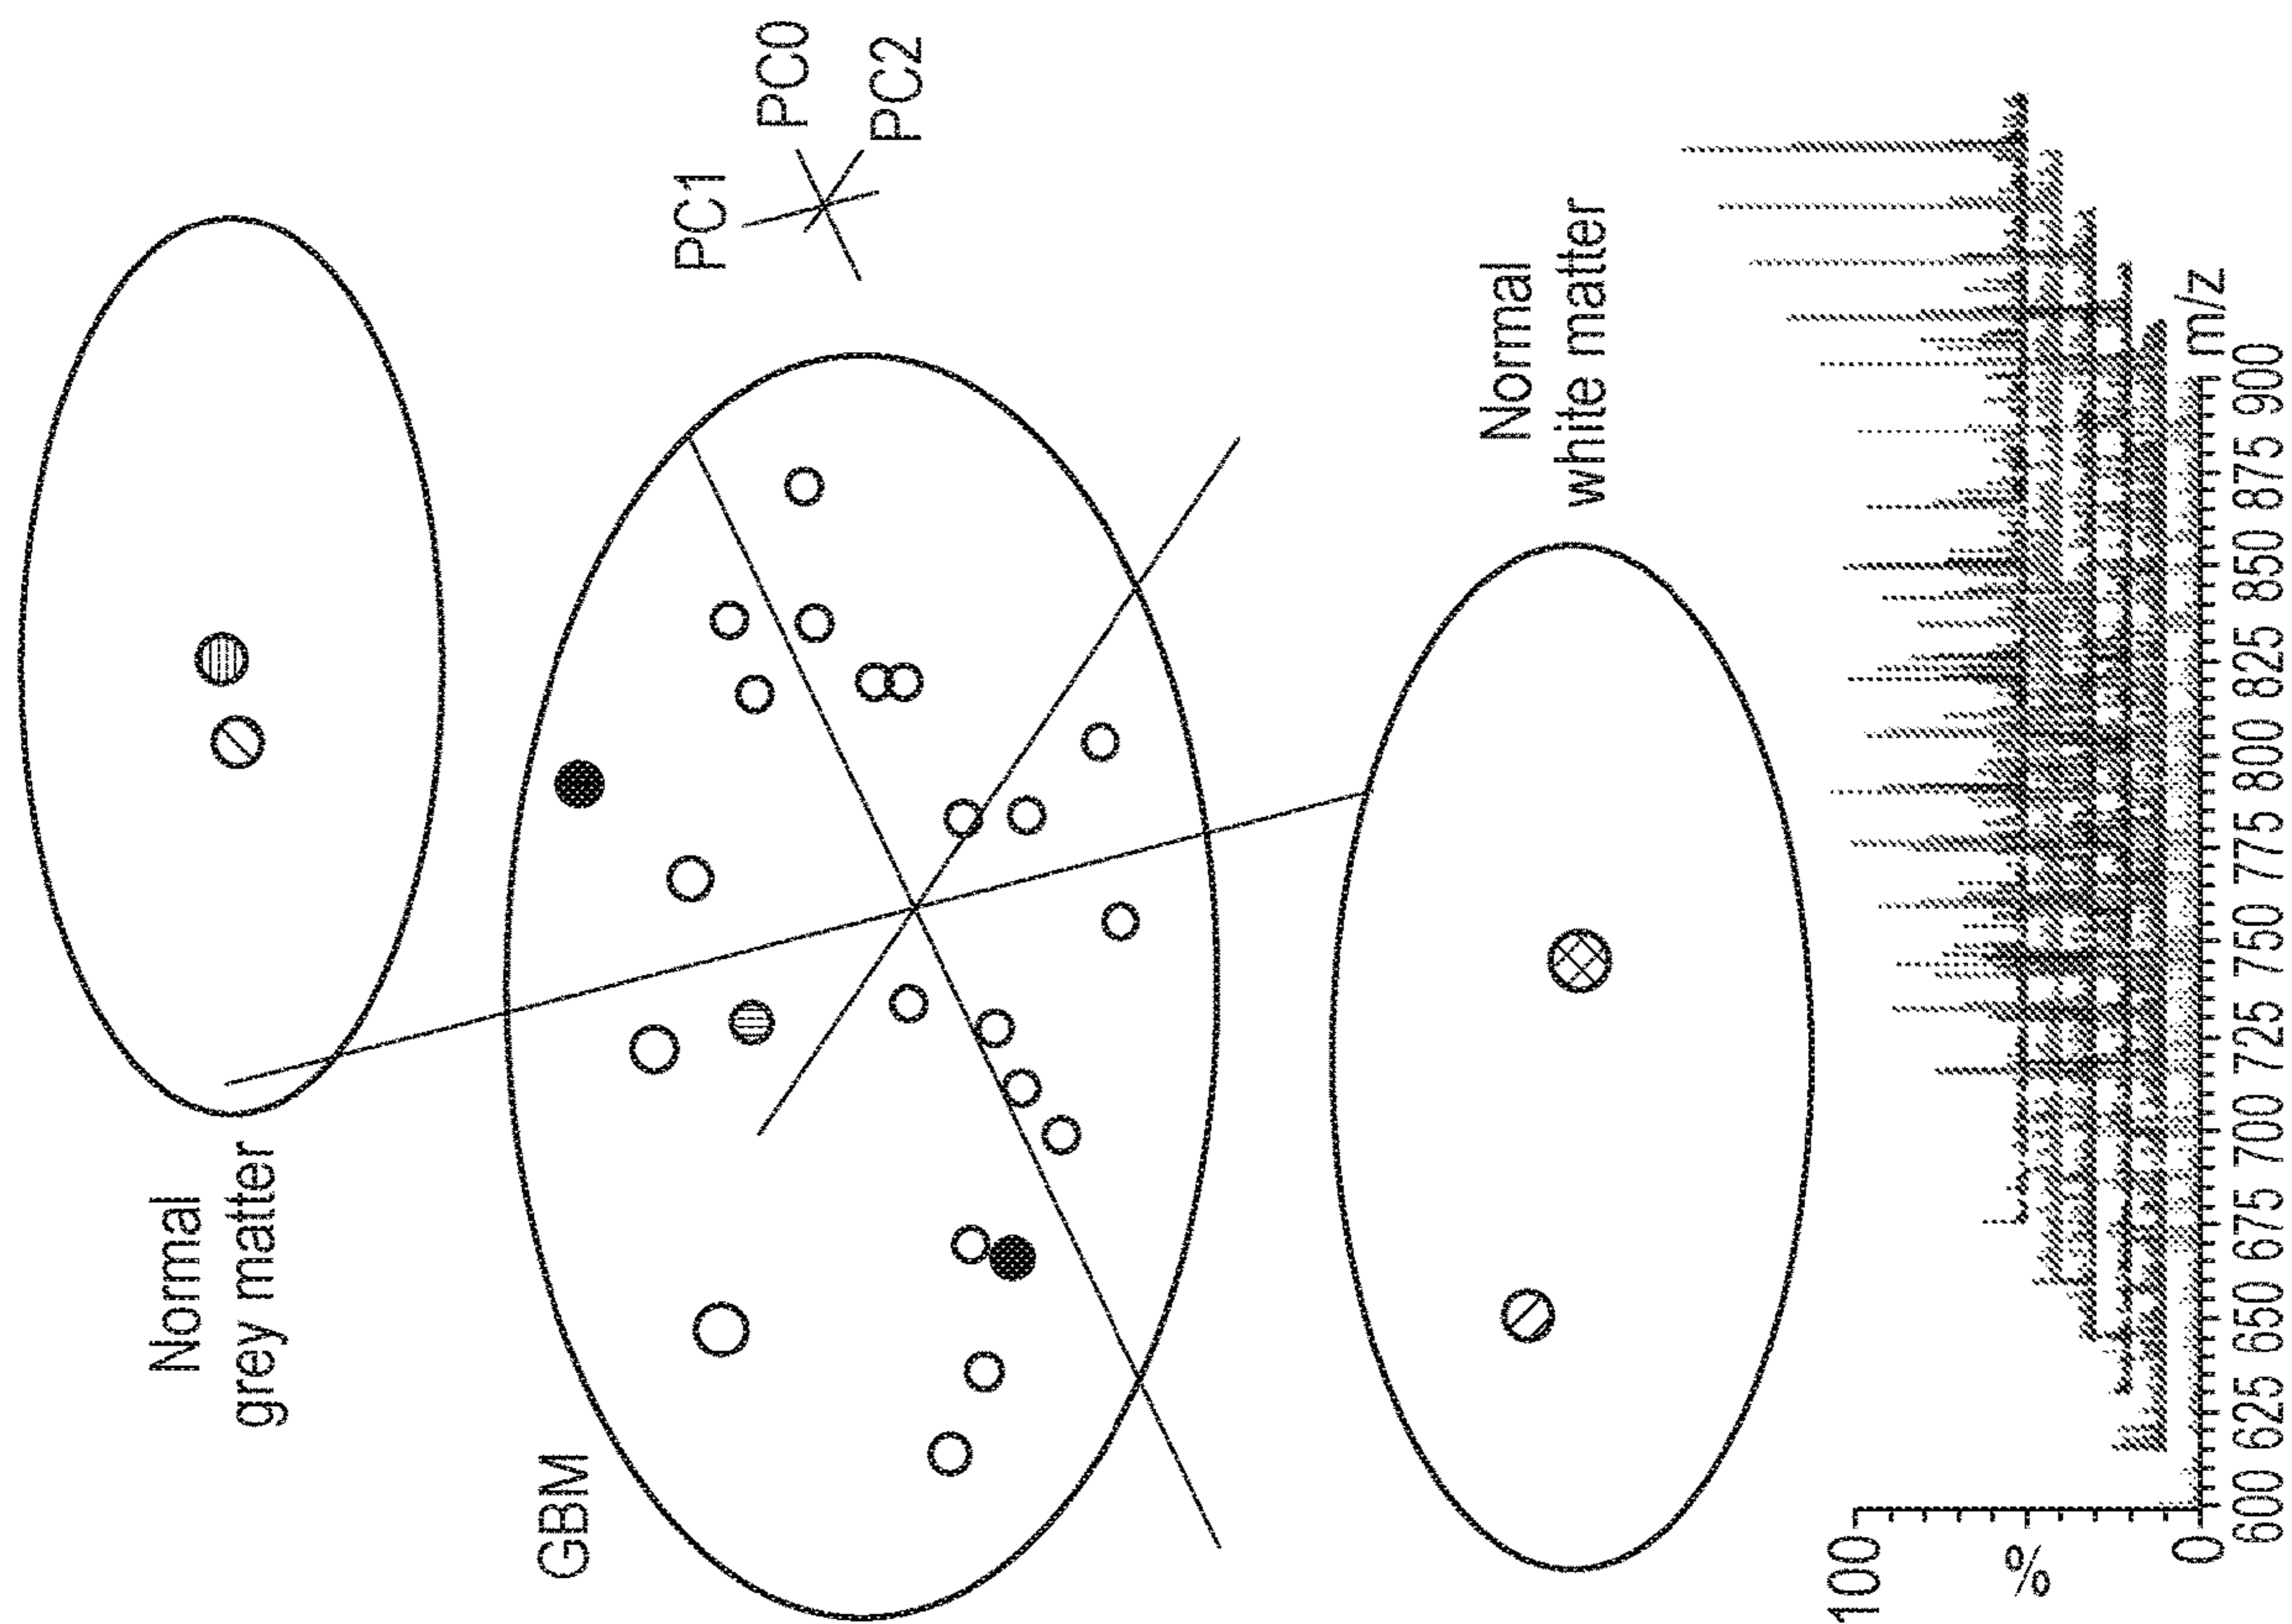 Normal
grey matter
GBM
PC1
PC0
PC2
Normal
white matter
100
%
0
600 625 650 675 700 725 750 775 800 825 850 875 900
m/z